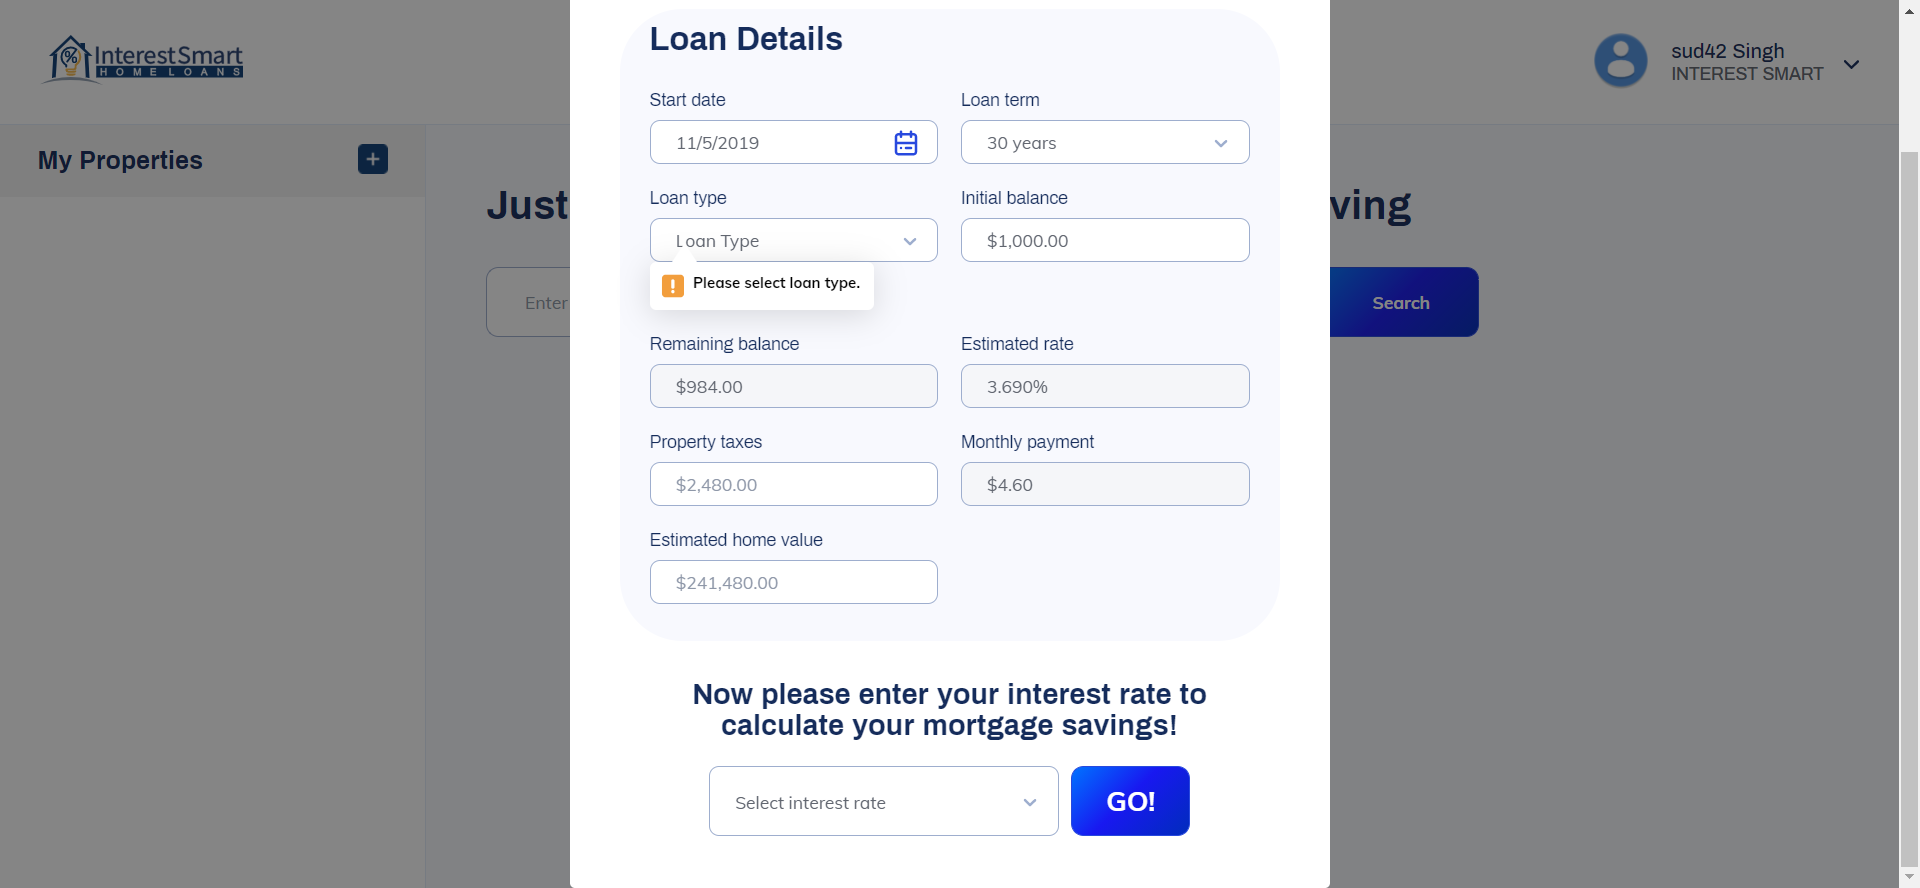 InterestSmart
HOME LOANS
sud42 Singh
INTEREST SMART
My Properties
Just
ving
Enter
Search
Loan Details
Start date
Loan term
11/5/2019
30 years
Loan type
Initial balance
Loan Type
$1,000.00
Please select loan type.
Remaining balance
Estimated rate
$984.00
3.690%
Property taxes
Monthly payment
$2,480.00
$4.60
Estimated home value
$241,480.00
Now please enter your interest rate to
calculate your mortgage savings!
Select interest rate
GO!